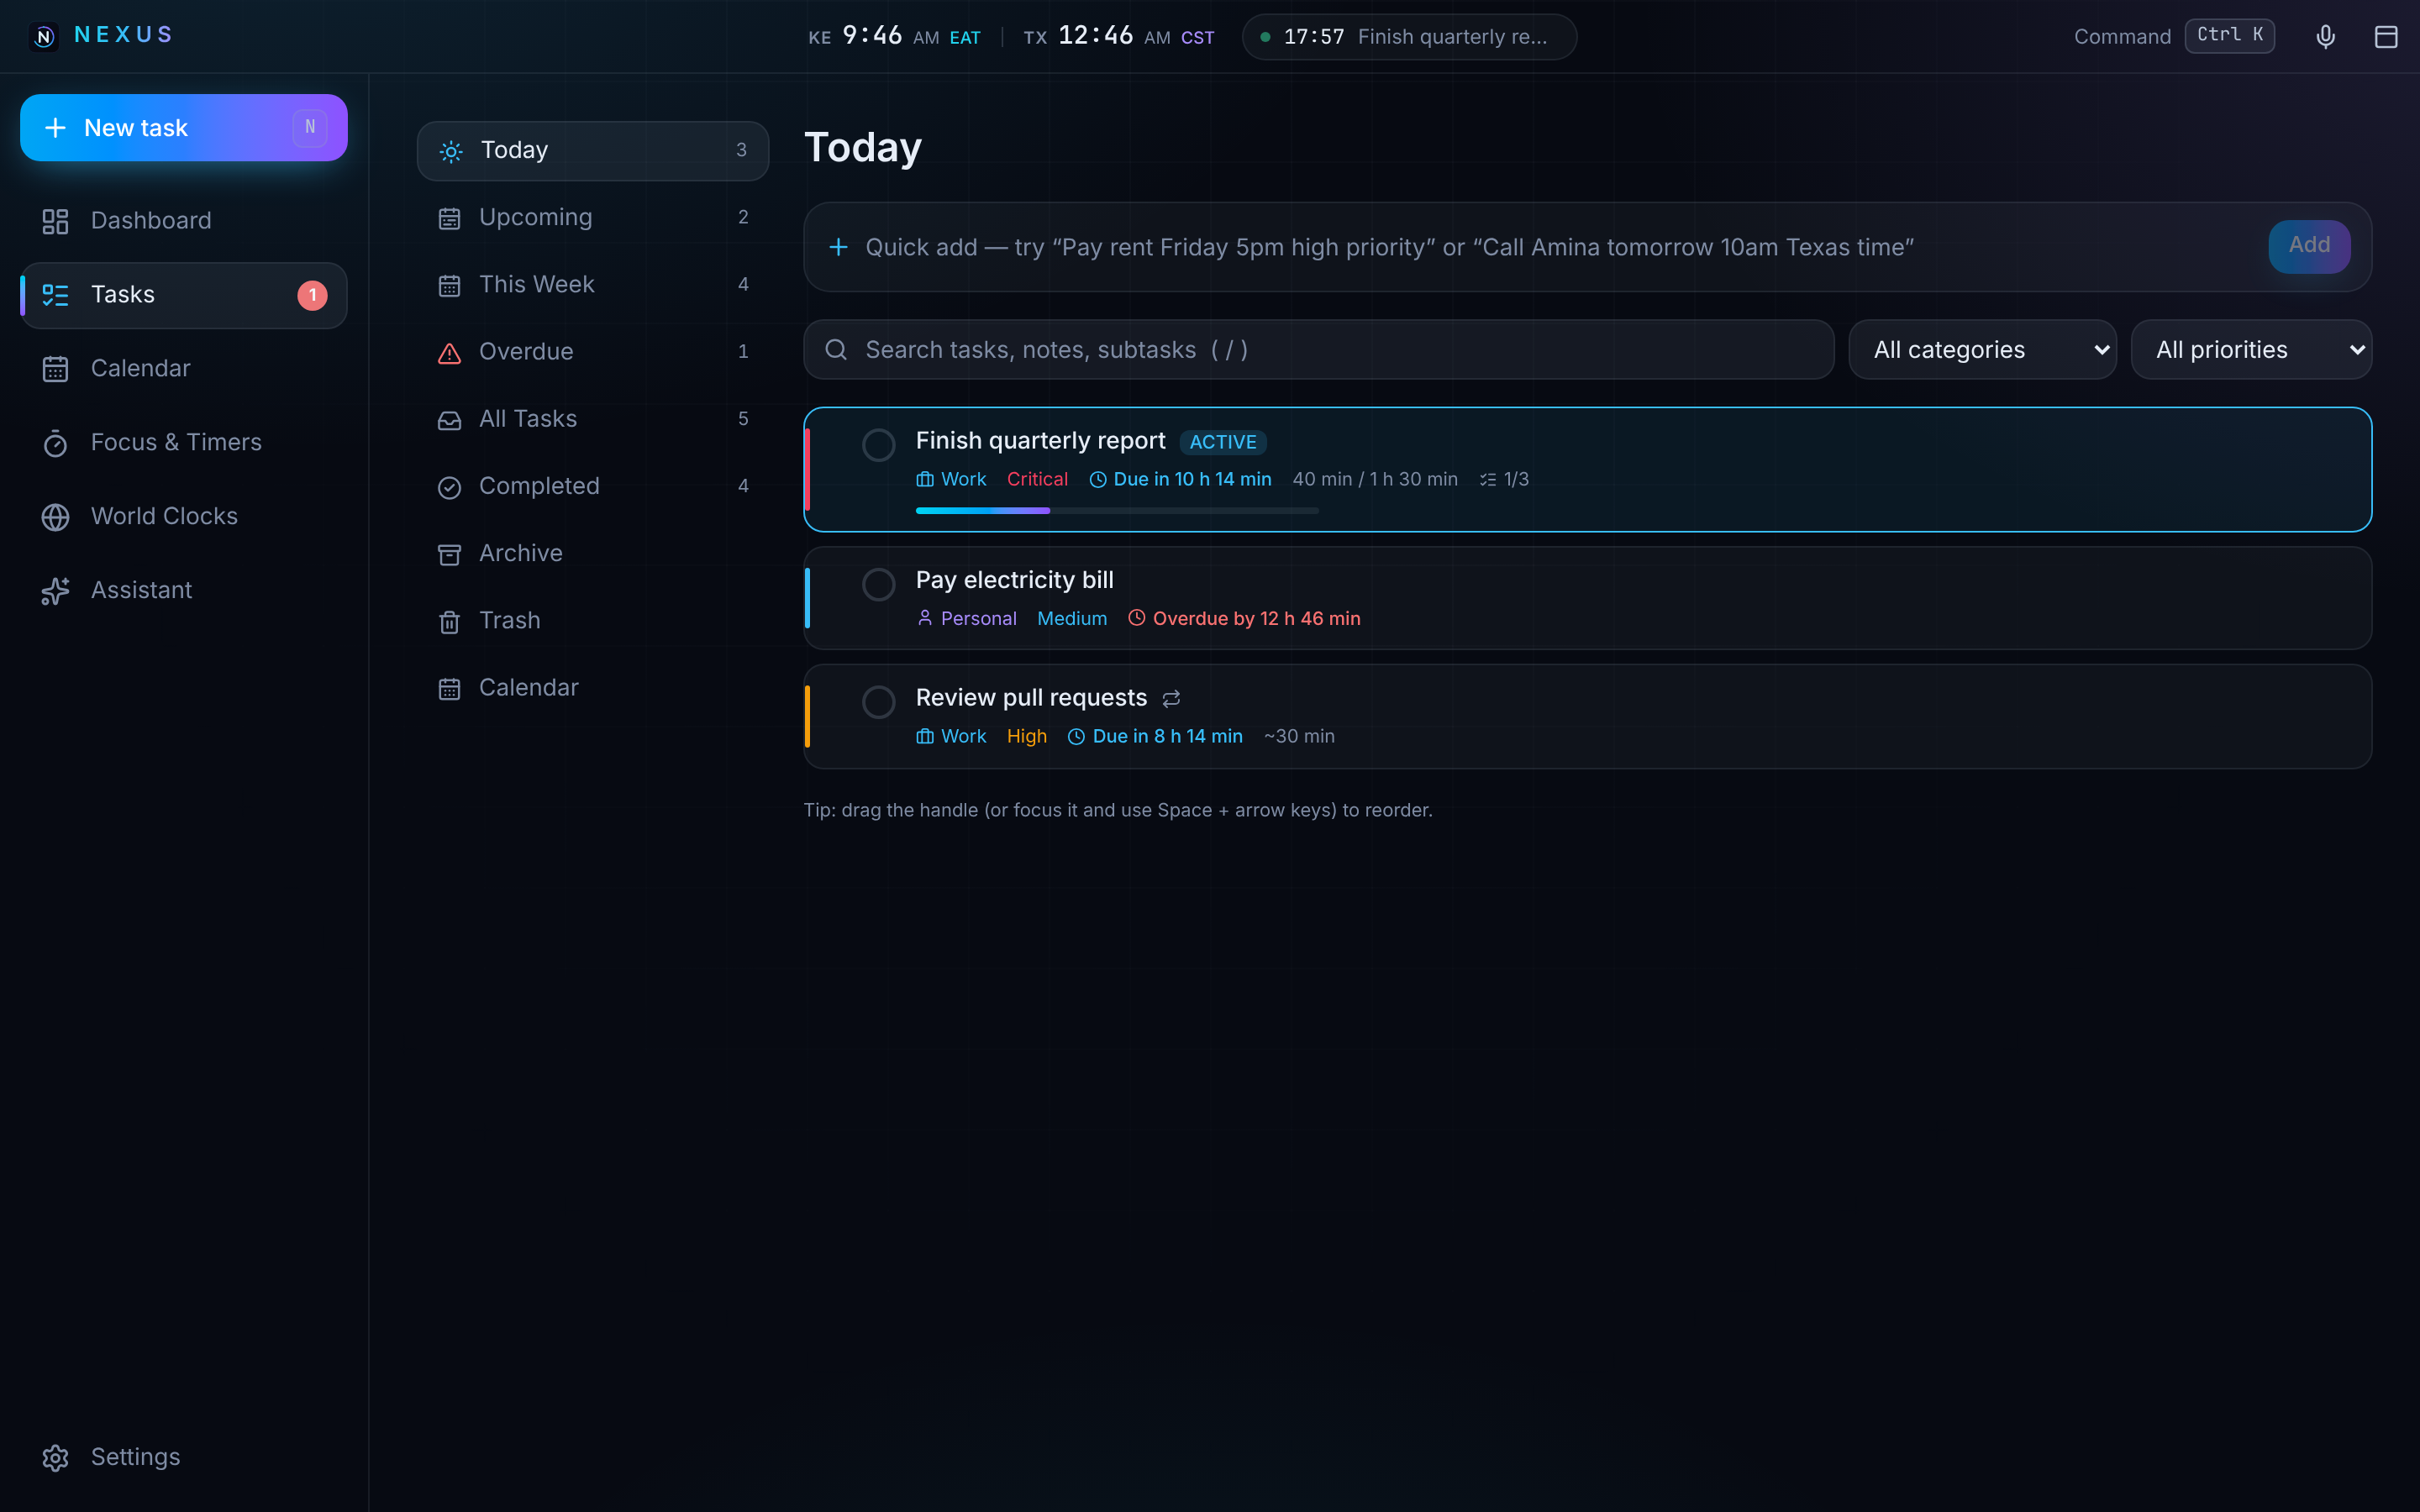 NEXUS
KE 9:46 AM EAT
TX 12:46 AM CST
17:57 Finish quarterly re...
Command Ctrl K
New task N
Dashboard
Tasks 1
Calendar
Focus & Timers
World Clocks
Assistant
Settings
Today 3
Upcoming 2
This Week 4
Overdue 1
All Tasks 5
Completed 4
Archive
Trash
Calendar
Today
Quick add — try “Pay rent Friday 5pm high priority” or “Call Amina tomorrow 10am Texas time”
Add
Search tasks, notes, subtasks ( / )
All categories
All priorities
Finish quarterly report ACTIVE
Work Critical Due in 10 h 14 min 40 min / 1 h 30 min 1/3
Pay electricity bill
Personal Medium Overdue by 12 h 46 min
Review pull requests
Work High Due in 8 h 14 min ~30 min
Tip: drag the handle (or focus it and use Space + arrow keys) to reorder.